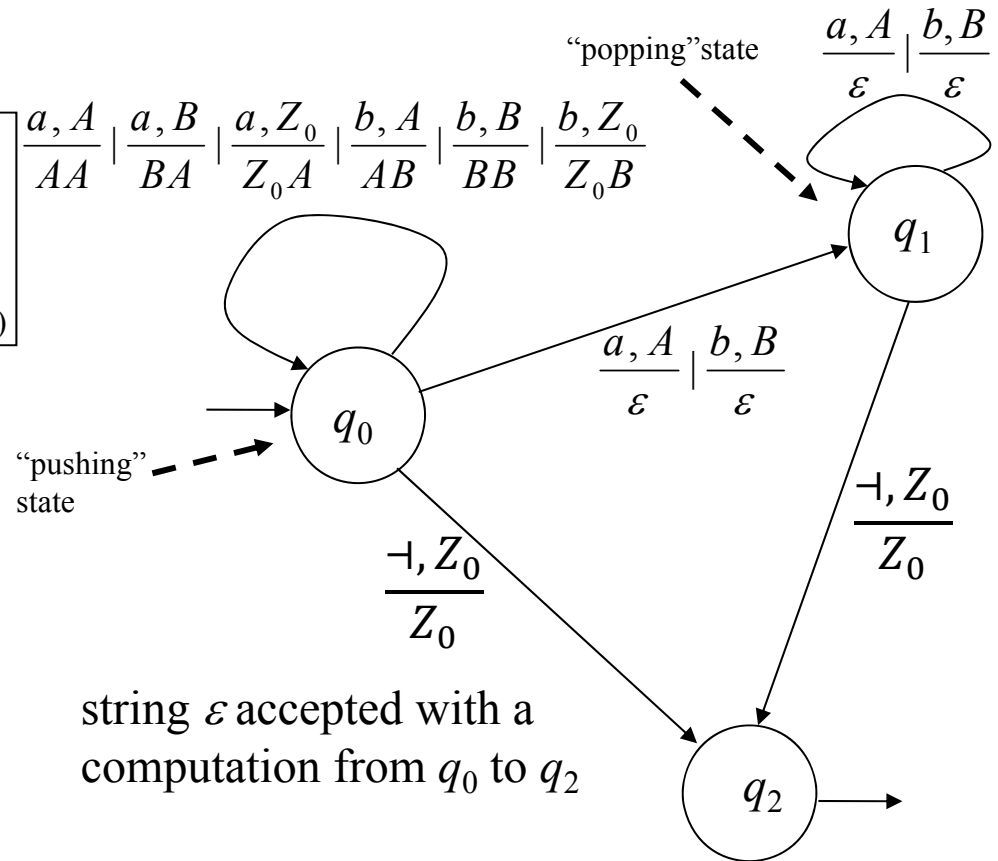 “popping”state
a, A / ε | b, B / ε
a, A / AA | a, B / BA | a, Z₀ / Z₀A | b, A / AB | b, B / BB | b, Z₀ / Z₀B
)
q₁
a, A / ε | b, B / ε
q₀
“pushing”
state
⊣, Z₀ / Z₀
⊣, Z₀ / Z₀
string ε accepted with a
computation from q₀ to q₂
q₂